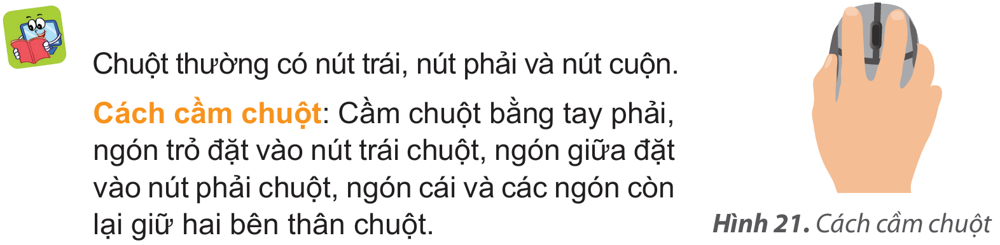 Chuột thường có nút trái, nút phải và nút cuộn.
Cách cầm chuột: Cầm chuột bằng tay phải,
ngón trỏ đặt vào nút trái chuột, ngón giữa đặt
vào nút phải chuột, ngón cái và các ngón còn
lại giữ hai bên thân chuột.
Hình 21. Cách cầm chuột